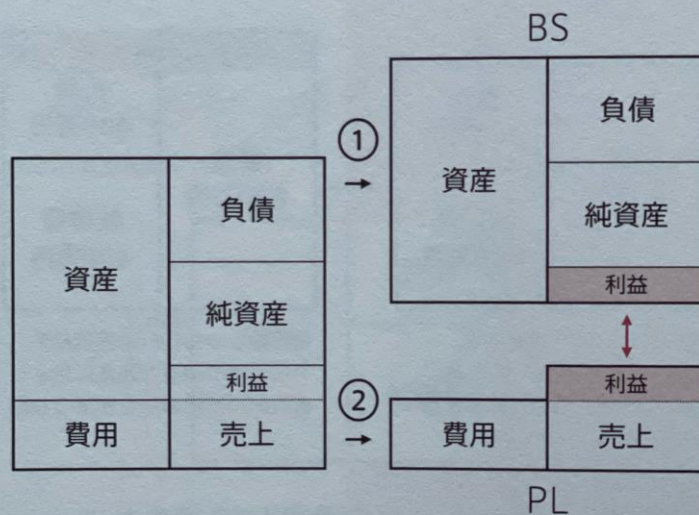 BS
①
→
資産
負債
純資産
利益
資産
負債
純資産
利益
費用
売上
②
→
利益
費用
売上
PL